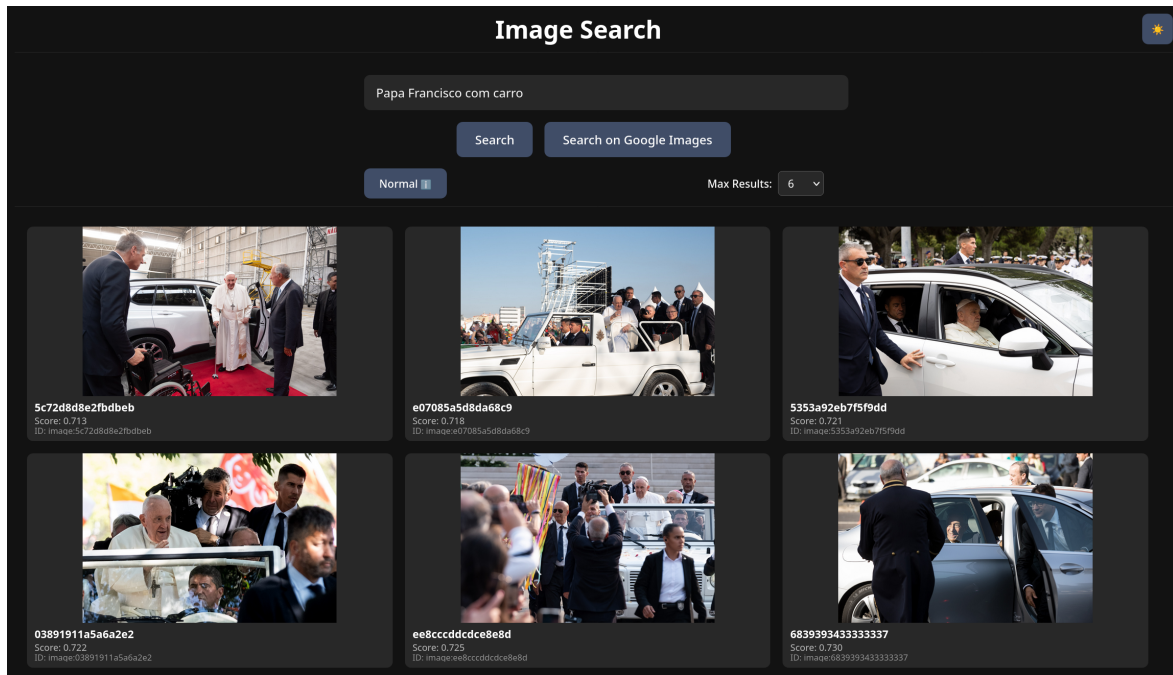 Image Search
Papa Francisco com carro
Search
Search on Google Images
Normal
Max Results:
6
5c72d8d8e2fbdbeb
Score: 0.713
ID: image:5c72d8d8e2fbdbeb
e07085a5d8da68c9
Score: 0.718
ID: image:e07085a5d8da68c9
5353a92eb7f5f9dd
Score: 0.721
ID: image:5353a92eb7f5f9dd
03891911a5a6a2e2
Score: 0.722
ID: image:03891911a5a6a2e2
ee8cccddcdce8e8d
Score: 0.725
ID: image:ee8cccddcdce8e8d
6839393433333337
Score: 0.730
ID: image:6839393433333337